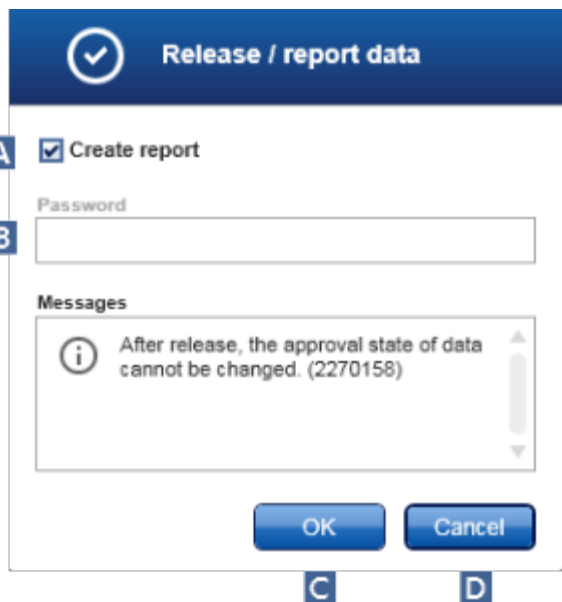 Release / report data
A
Create report
Password
B
Messages
After release, the approval state of data
cannot be changed. (2270158)
OK
Cancel
C
D